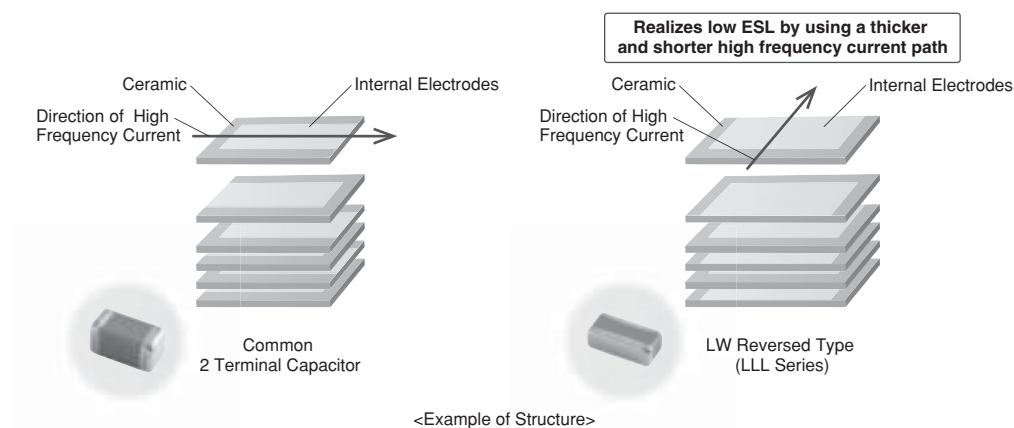 Realizes low ESL by using a thicker
and shorter high frequency current path
Ceramic
Internal Electrodes
Direction of High
Frequency Current
Common
2 Terminal Capacitor
Ceramic
Internal Electrodes
Direction of High
Frequency Current
LW Reversed Type
(LLL Series)
<Example of Structure>